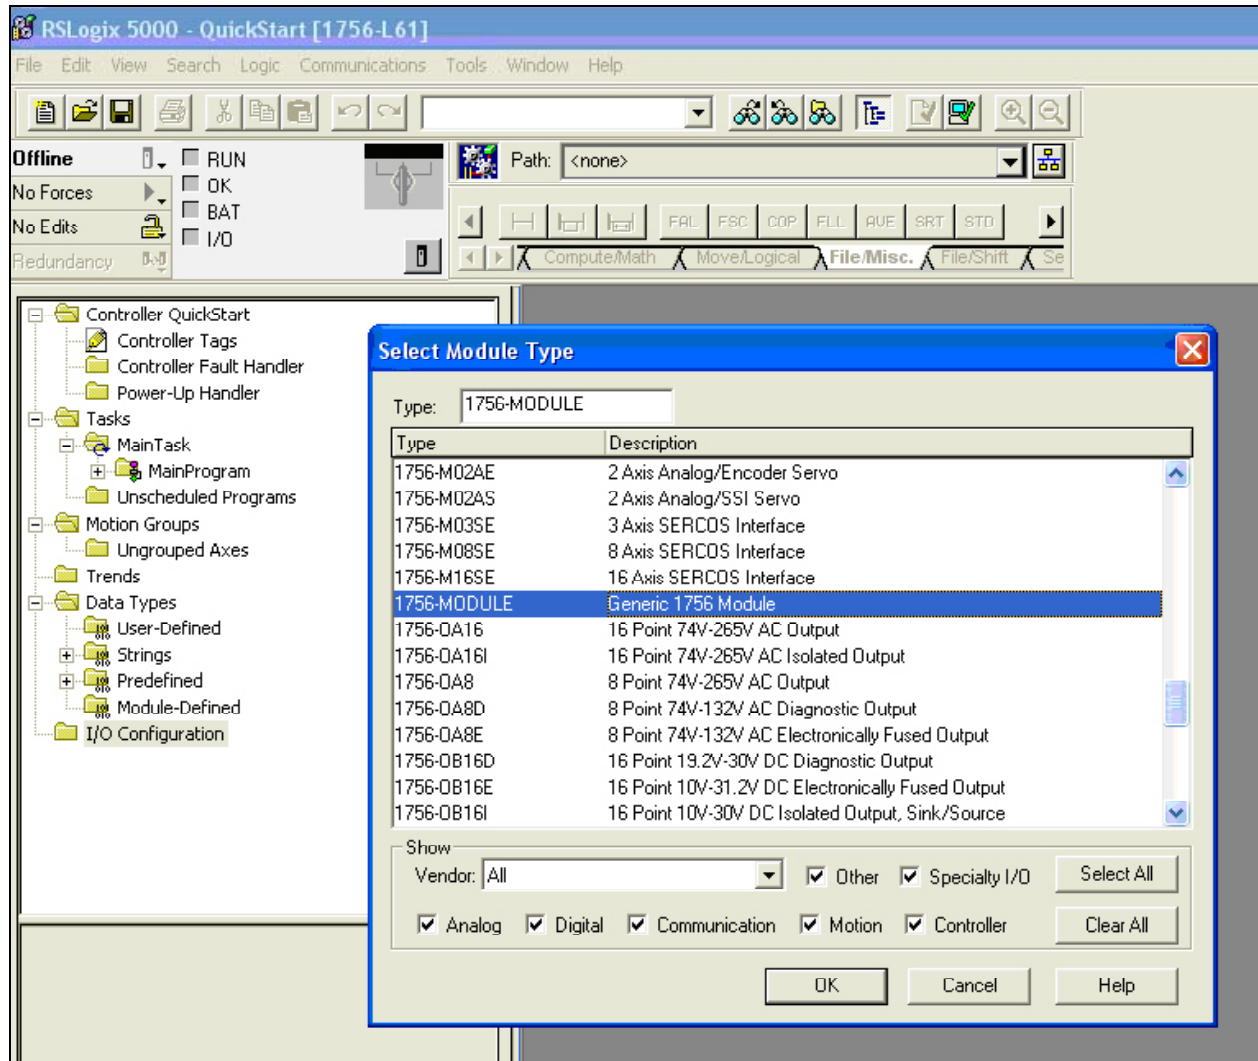 RSLogix 5000 - QuickStart [1756-L61]
File Edit View Search Logic Communications Tools Window Help
Offline
RUN
Path: <none>
No Forces
OK
BAT
No Edits
I/O
FAL FSC COP FLL AVE SRT STD
Redundancy
Compute/Math Move/Logical File/Misc. File/Shift Se
Controller QuickStart
Controller Tags
Controller Fault Handler
Power-Up Handler
Tasks
MainTask
MainProgram
Unscheduled Programs
Motion Groups
Ungrouped Axes
Trends
Data Types
User-Defined
Strings
Predefined
Module-Defined
I/O Configuration
Select Module Type
Type: 1756-MODULE
Type Description
1756-M02AE 2 Axis Analog/Encoder Servo
1756-M02AS 2 Axis Analog/SSI Servo
1756-M03SE 3 Axis SERCOS Interface
1756-M08SE 8 Axis SERCOS Interface
1756-M16SE 16 Axis SERCOS Interface
1756-MODULE Generic 1756 Module
1756-OA16 16 Point 74V-265V AC Output
1756-OA16I 16 Point 74V-265V AC Isolated Output
1756-OA8 8 Point 74V-265V AC Output
1756-OA8D 8 Point 74V-132V AC Diagnostic Output
1756-OA8E 8 Point 74V-132V AC Electronically Fused Output
1756-OB16D 16 Point 19.2V-30V DC Diagnostic Output
1756-OB16E 16 Point 10V-31.2V DC Electronically Fused Output
1756-OB16I 16 Point 10V-30V DC Isolated Output, Sink/Source
Show
Vendor: All Other Specialty I/O Select All
Analog Digital Communication Motion Controller Clear All
OK Cancel Help